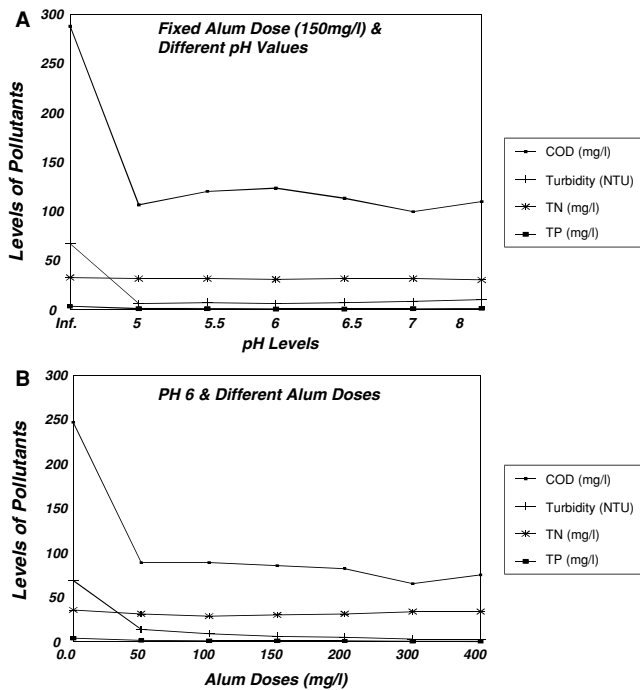 A
Fixed Alum Dose (150mg/l) &
Different pH Values
300
250
200
150
100
50
0
Levels of Pollutants
Inf. 5 5.5 6 6.5 7 8
pH Levels
COD (mg/l)
Turbidity (NTU)
TN (mg/l)
TP (mg/l)
B
PH 6 & Different Alum Doses
300
250
200
150
100
50
0
Levels of Pollutants
0.0 50 100 150 200 300 400
Alum Doses (mg/l)
COD (mg/l)
Turbidity (NTU)
TN (mg/l)
TP (mg/l)